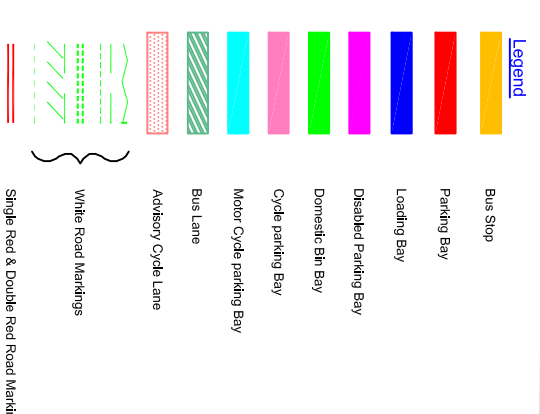 Legend
Bus Stop
Parking Bay
Loading Bay
Disabled Parking Bay
Domestic Bin Bay
Cycle parking Bay
Motor Cycle parking Bay
Bus Lane
Advisory Cycle Lane
White Road Markings
Single Red & Double Red Road